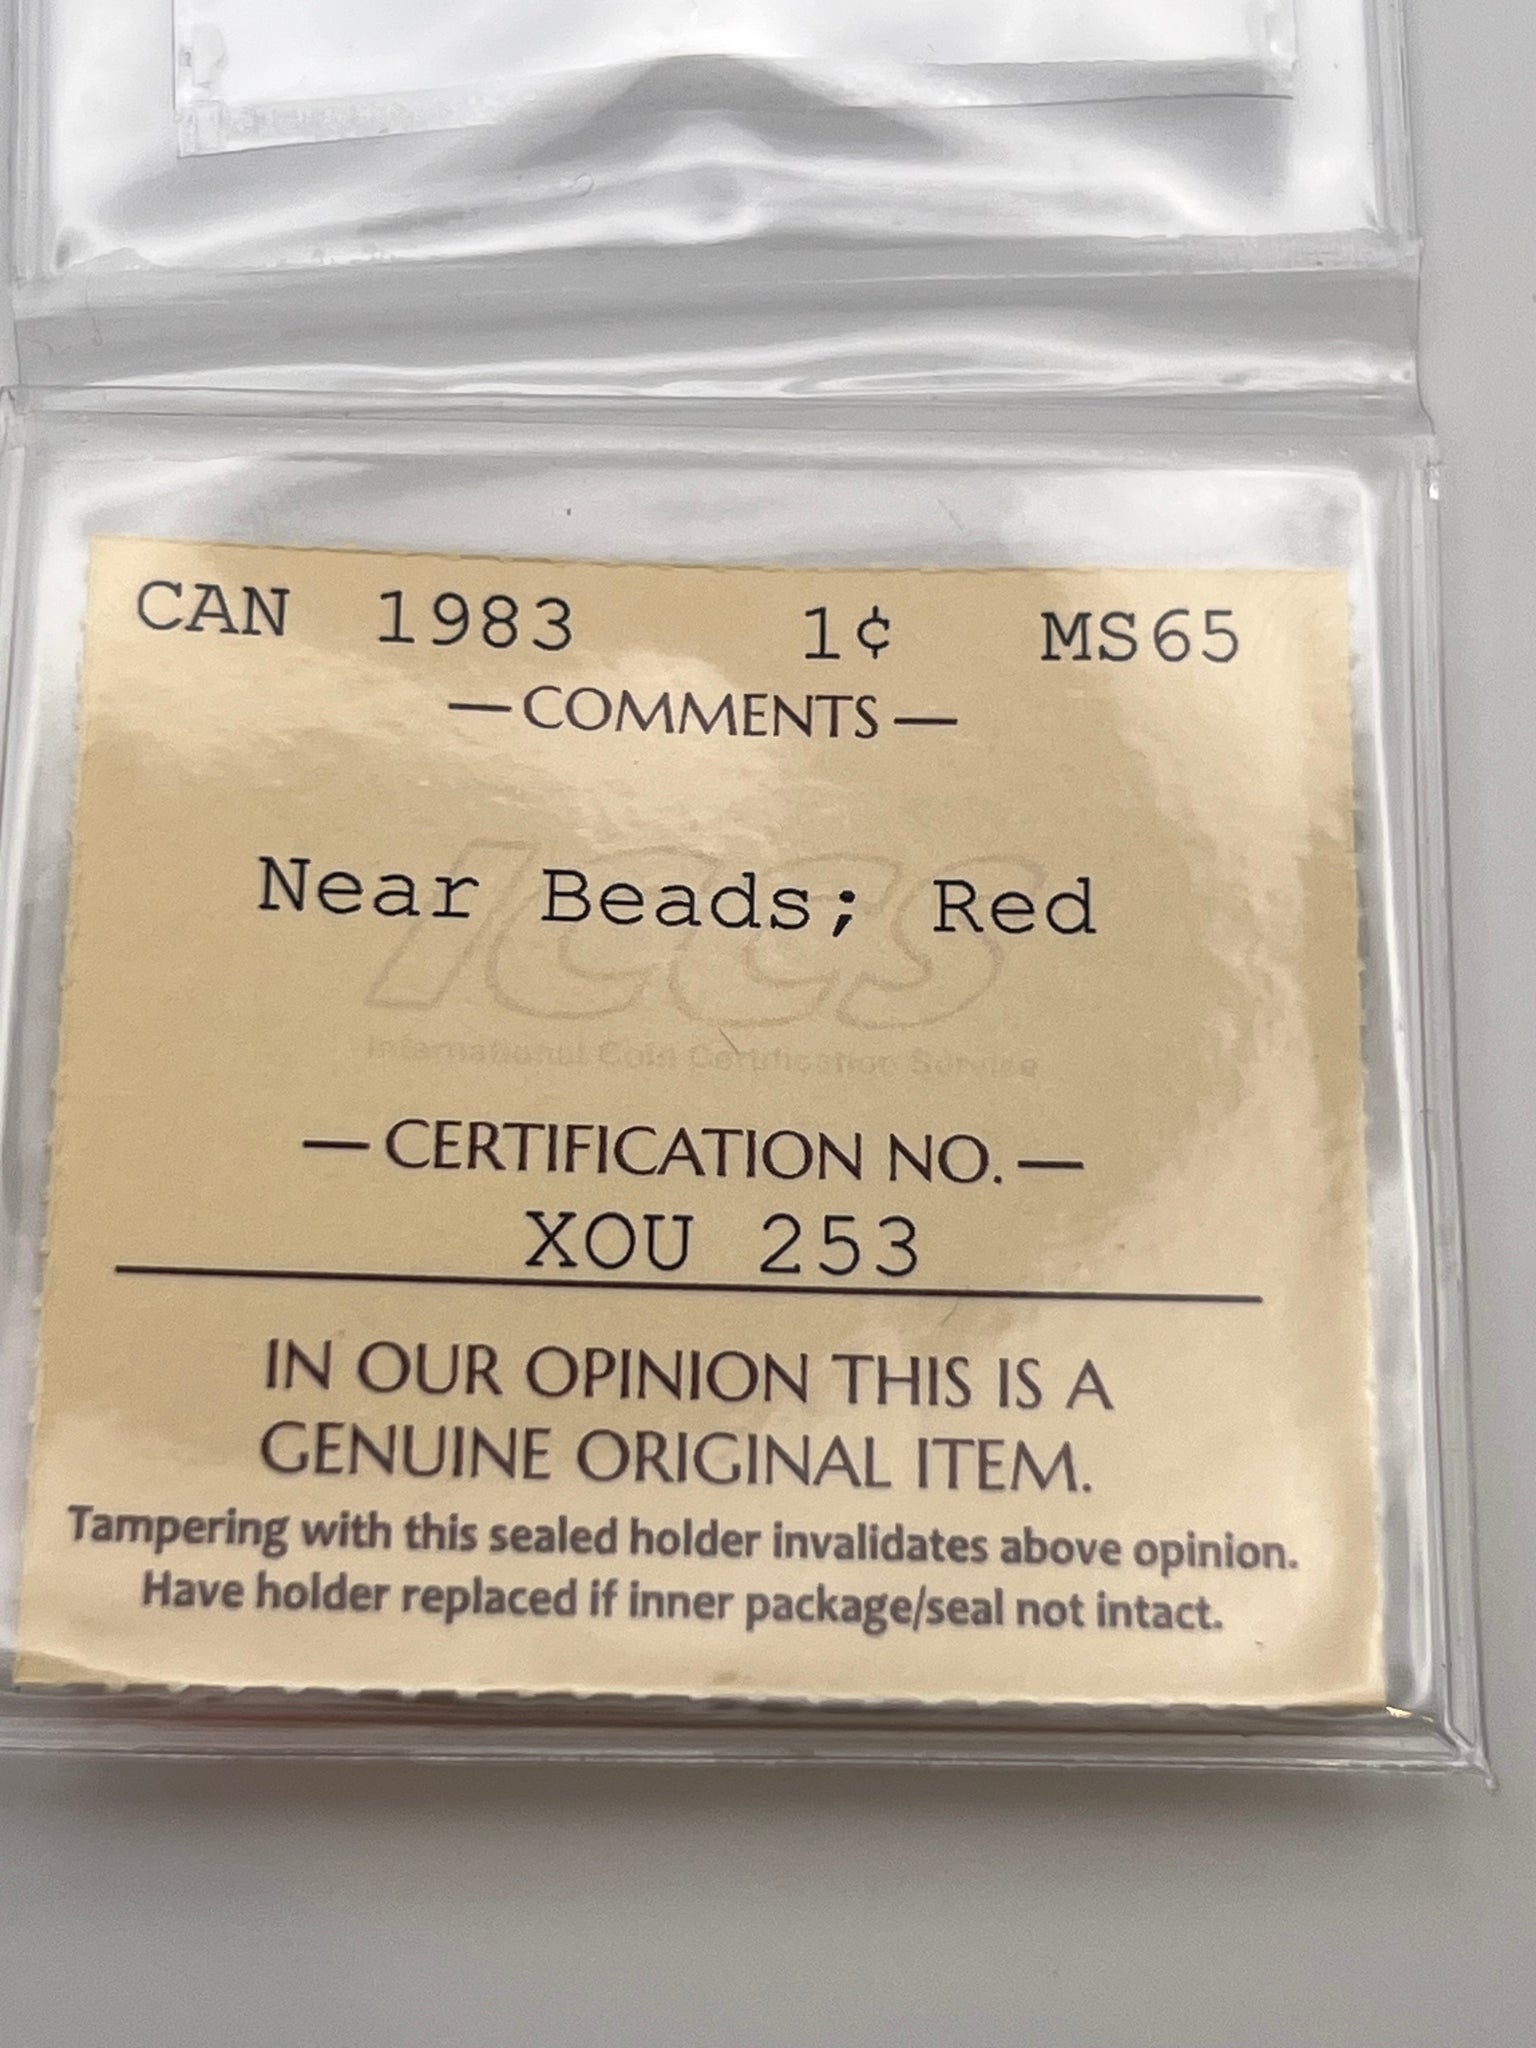 CAN 1983 1¢ MS65
—COMMENTS—
Near Beads; Red
ICCS
International Coin Certification Service
—CERTIFICATION NO.—
XOU 253
IN OUR OPINION THIS IS A
GENUINE ORIGINAL ITEM.
Tampering with this sealed holder invalidates above opinion.
Have holder replaced if inner package/seal not intact.